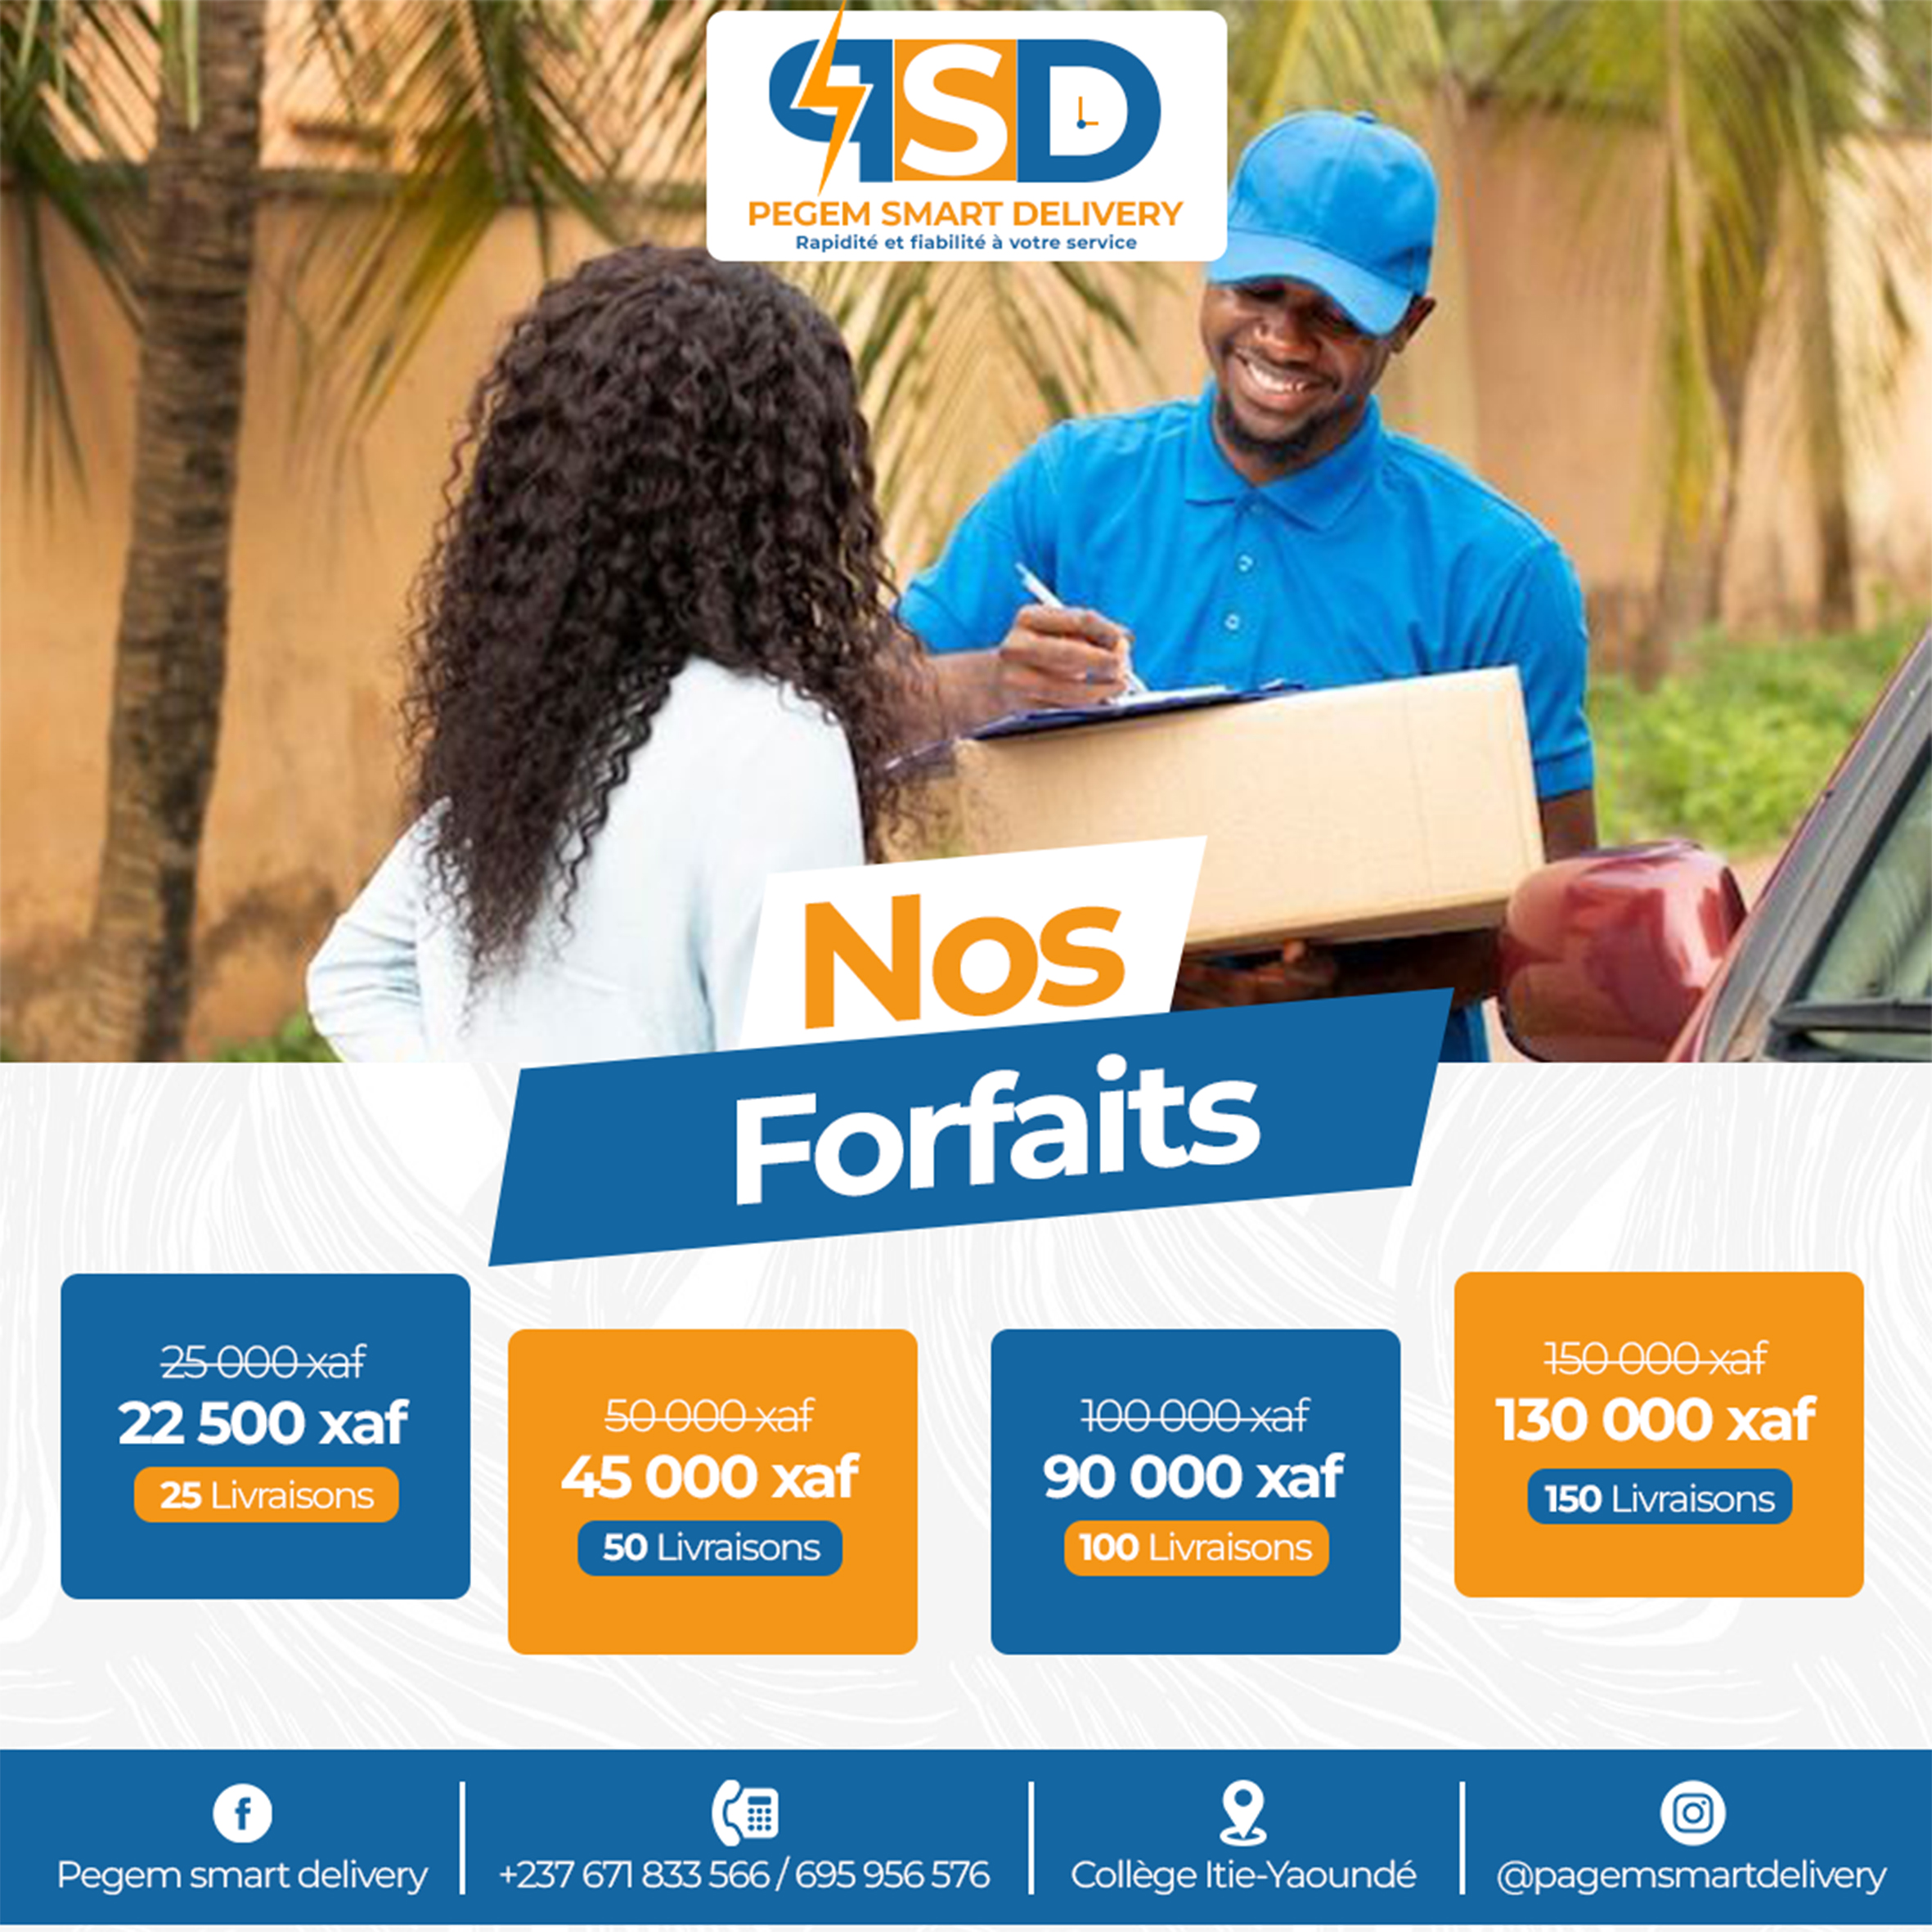 PSD
PEGEM SMART DELIVERY
Rapidité et fiabilité à votre service
Nos
Forfaits
25 000 xaf
22 500 xaf
25 Livraisons
50 000 xaf
45 000 xaf
50 Livraisons
100 000 xaf
90 000 xaf
100 Livraisons
150 000 xaf
130 000 xaf
150 Livraisons
Pegem smart delivery
+237 671 833 566 / 695 956 576
Collège Itie-Yaoundé
@pagemsmartdelivery